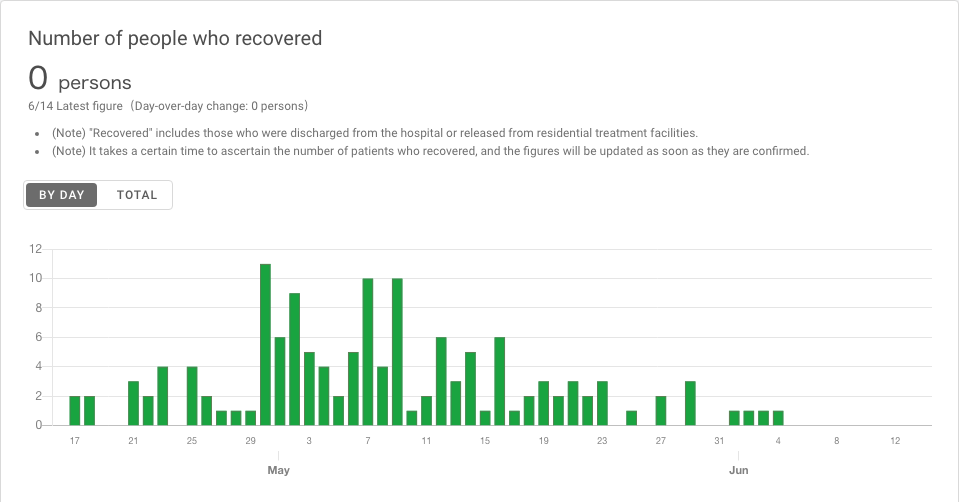 Number of people who recovered
0 persons
6/14 Latest figure (Day-over-day change: 0 persons)
• (Note) "Recovered" includes those who were discharged from the hospital or released from residential treatment facilities.
• (Note) It takes a certain time to ascertain the number of patients who recovered, and the figures will be updated as soon as they are confirmed.
BY DAY TOTAL
12
10
8
6
4
2
0
17 21 25 29 3 7 11 15 19 23 27 31 4 8 12
May Jun